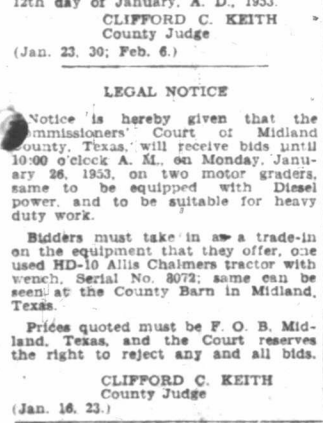 12th day of January, A. D., 1953.
CLIFFORD C. KEITH
County Judge
(Jan. 23, 30; Feb. 6.)
LEGAL NOTICE
Notice is hereby given that the
ommissioners' Court of Midland
County, Texas, will receive bids until
10:00 o'clock A. M., on Monday, Janu-
ary 26, 1953, on two motor graders,
same to be equipped with Diesel
power, and to be suitable for heavy
duty work.
Bidders must take in as a trade-in
on the equipment that they offer, one
used HD-10 Allis Chalmers tractor with
wench, Serial No. 8072; same can be
seen at the County Barn in Midland,
Texas.
Prices quoted must be F. O. B. Mid-
land, Texas, and the Court reserves
the right to reject any and all bids.
CLIFFORD C. KEITH
County Judge
(Jan. 16, 23.)